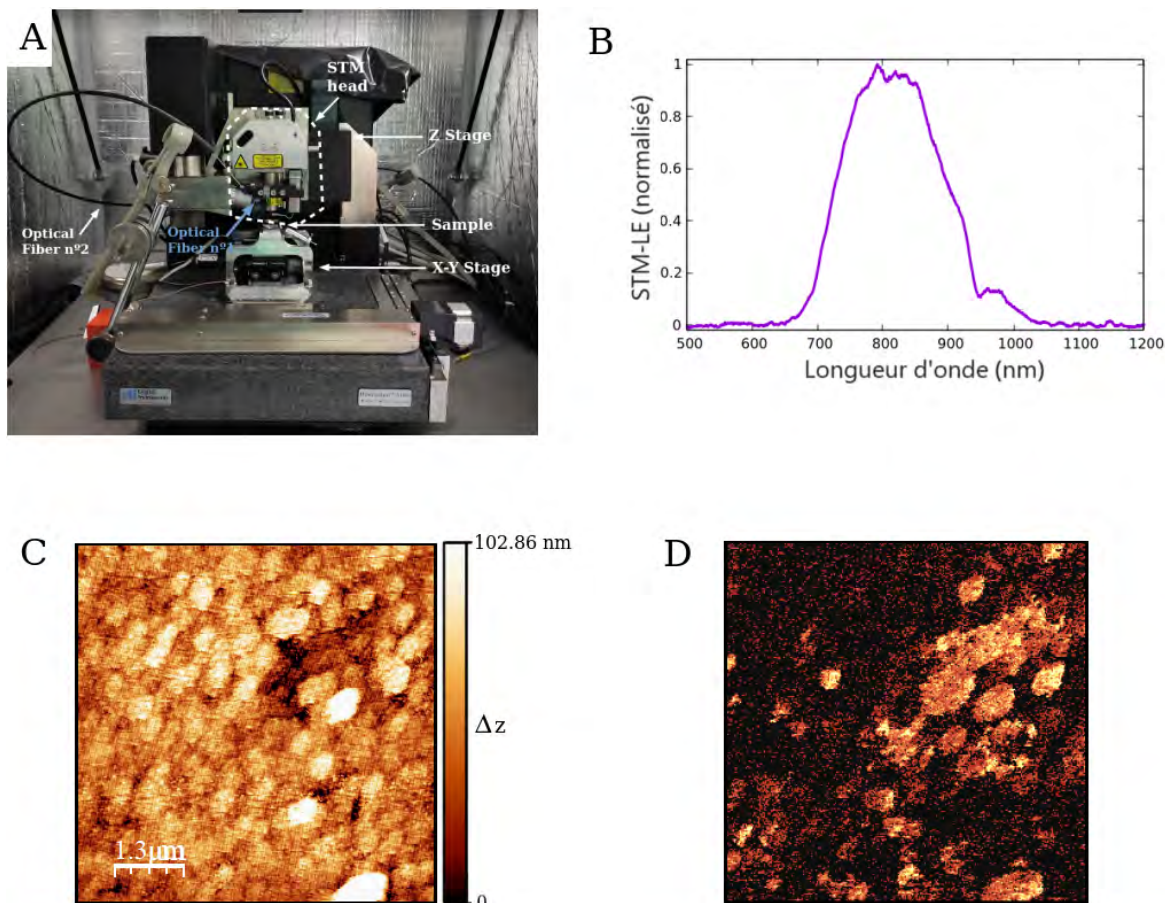 A
STM
head
Z Stage
Optical
Fiber nº2
Optical
Fiber nº1
Sample
X-Y Stage
B
STM-LE (normalisé)
1
0.8
0.6
0.4
0.2
0
500
600
700
800
900
1000
1100
1200
Longueur d'onde (nm)
C
102.86 nm
Δz
0
1.3μm
D